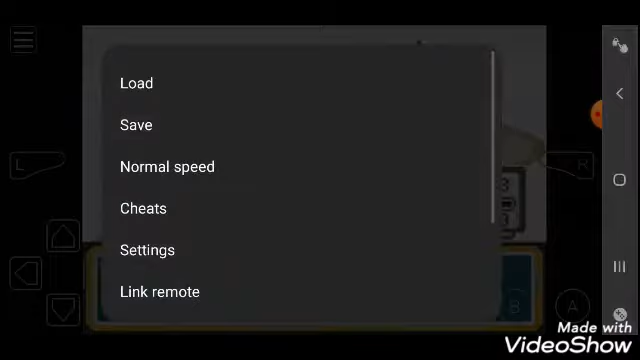 Load
Save
Normal speed
Cheats
Settings
Link remote
L
R
B
A
Made with
VideoShow